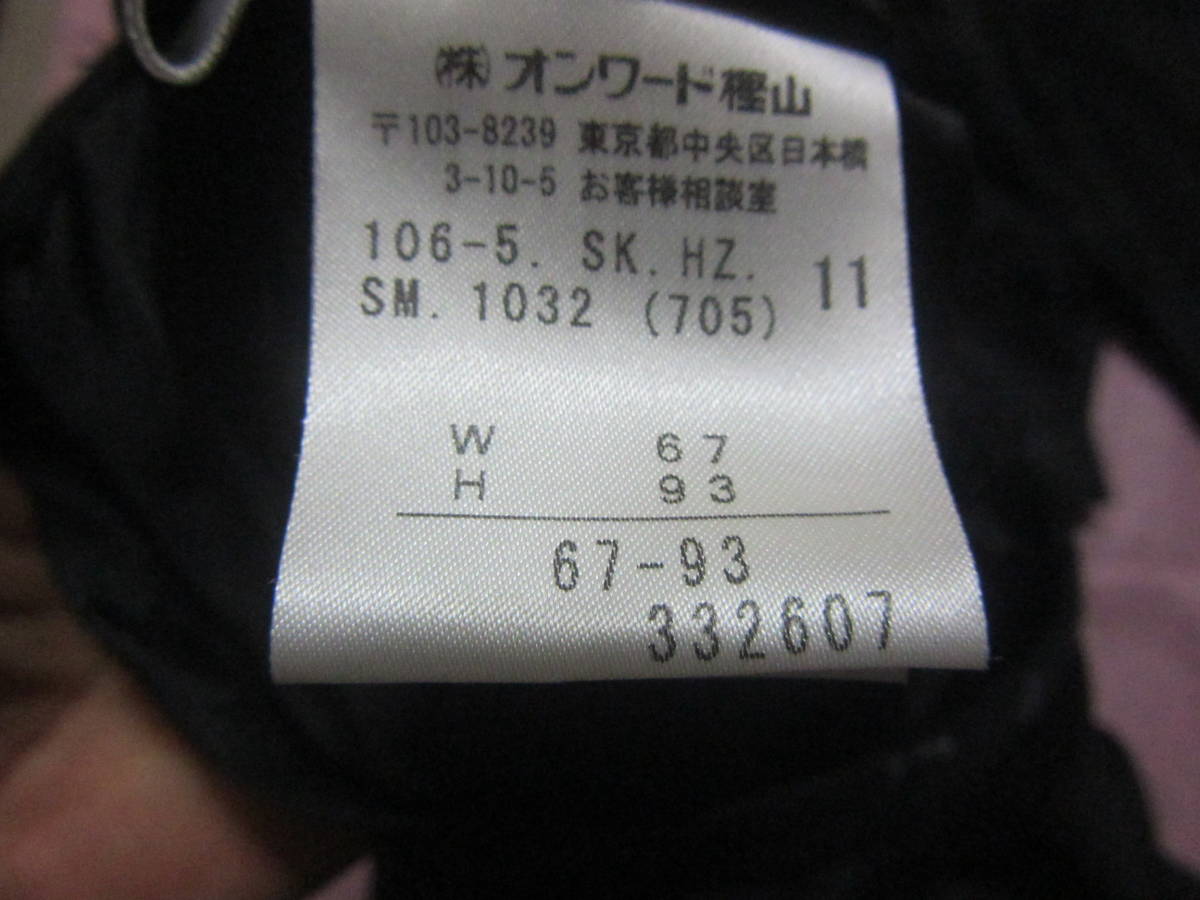 ㈱オンワード樫山
〒103-8239 東京都中央区日本橋
3-10-5 お客様相談室
106-5. SK. HZ. 11
SM. 1032 (705)
W 67
H 93
67-93
332607